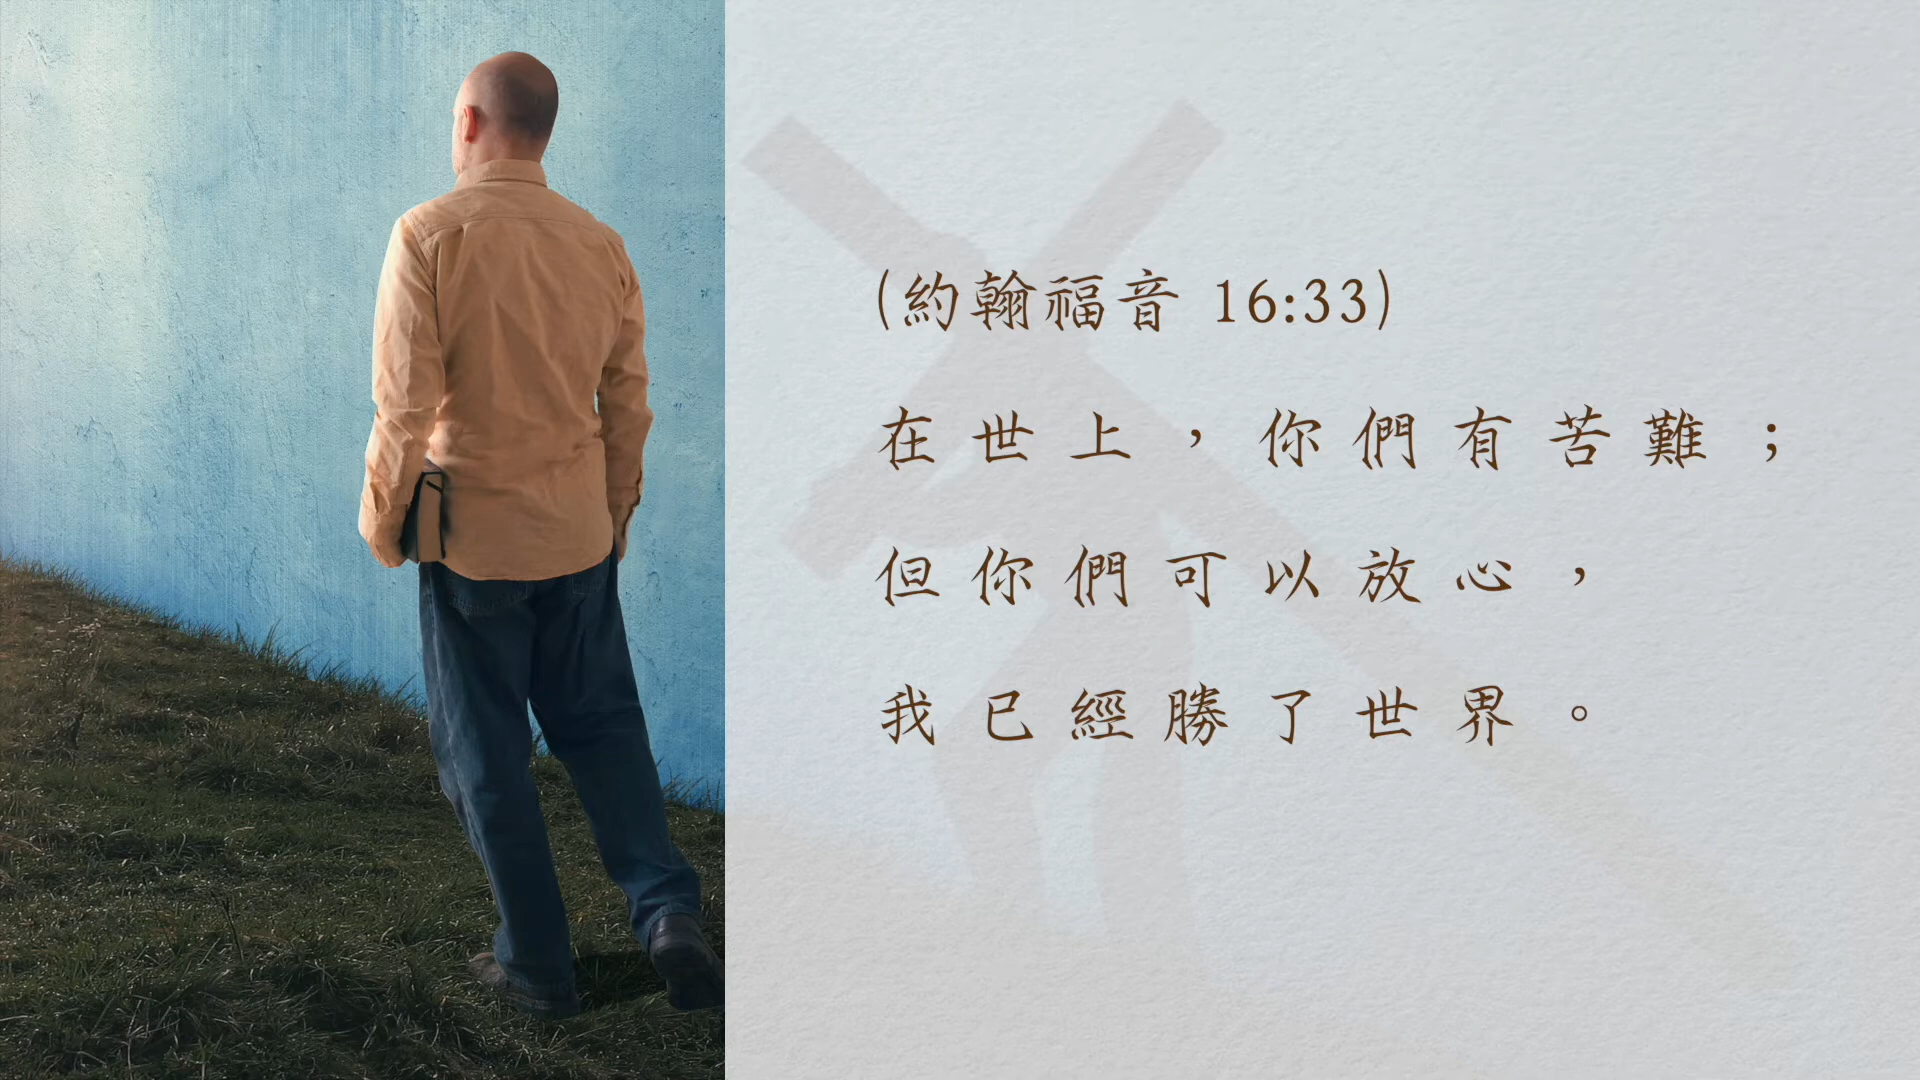 (約翰福音 16:33)
在世上，你們有苦難；
但你們可以放心，
我已經勝了世界。